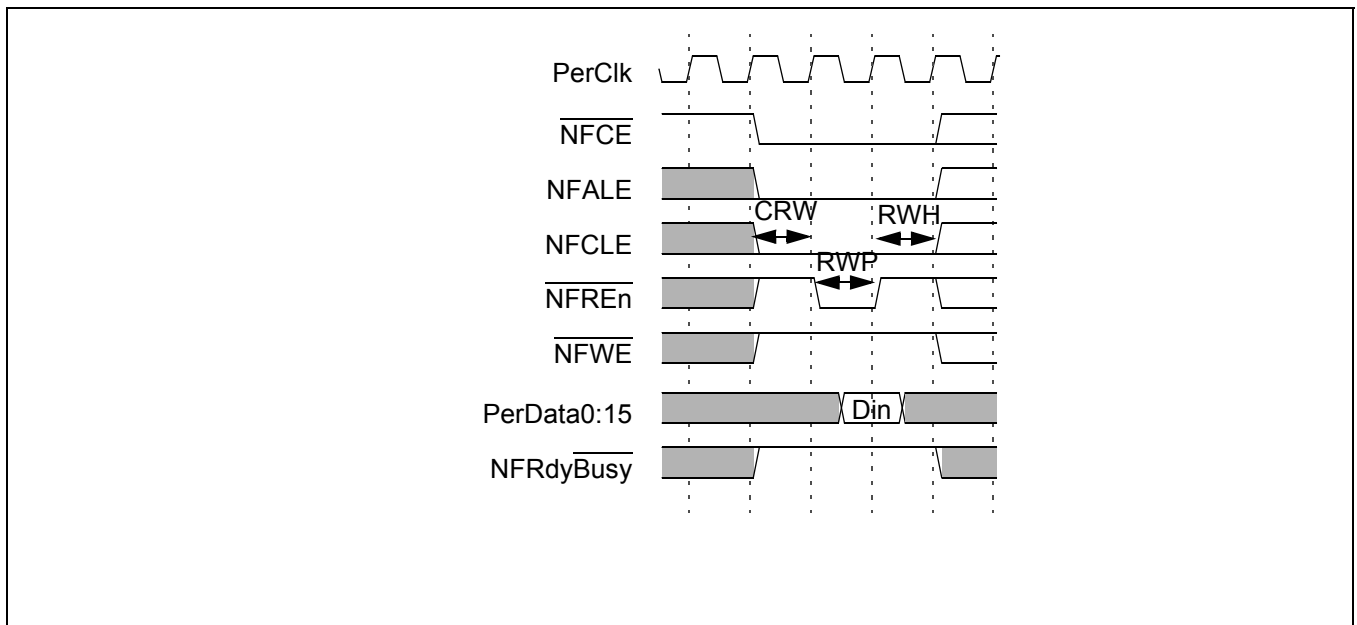 PerClk
NFCE
NFALE
CRW RWH
NFCLE
RWP
NFREn
NFWE
PerData0:15 Din
NFRdyBusy